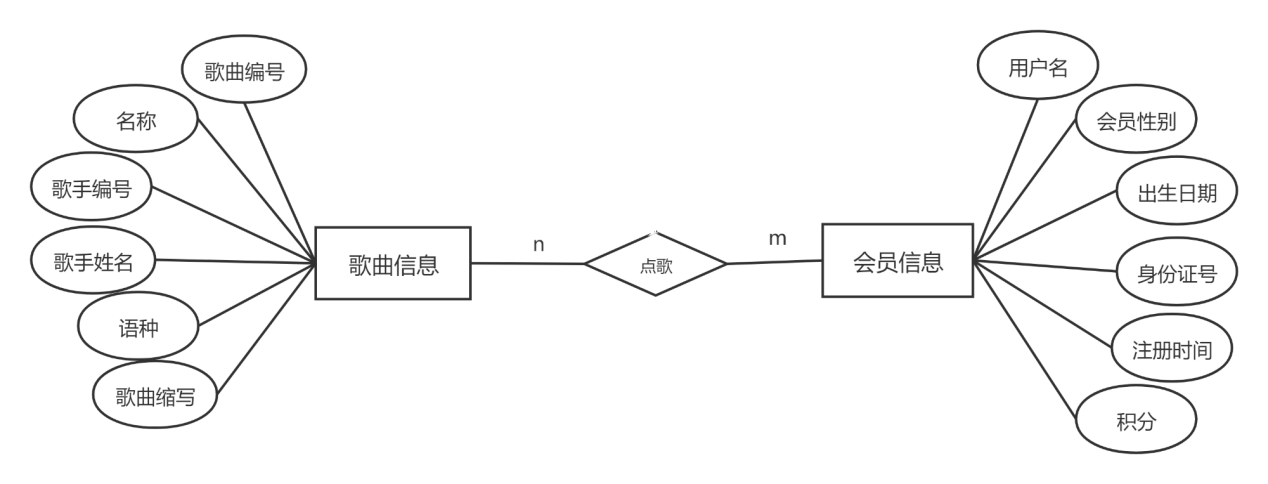 歌曲编号
名称
歌手编号
歌手姓名
语种
歌曲缩写
歌曲信息
n
点歌
m
会员信息
用户名
会员性别
出生日期
身份证号
注册时间
积分